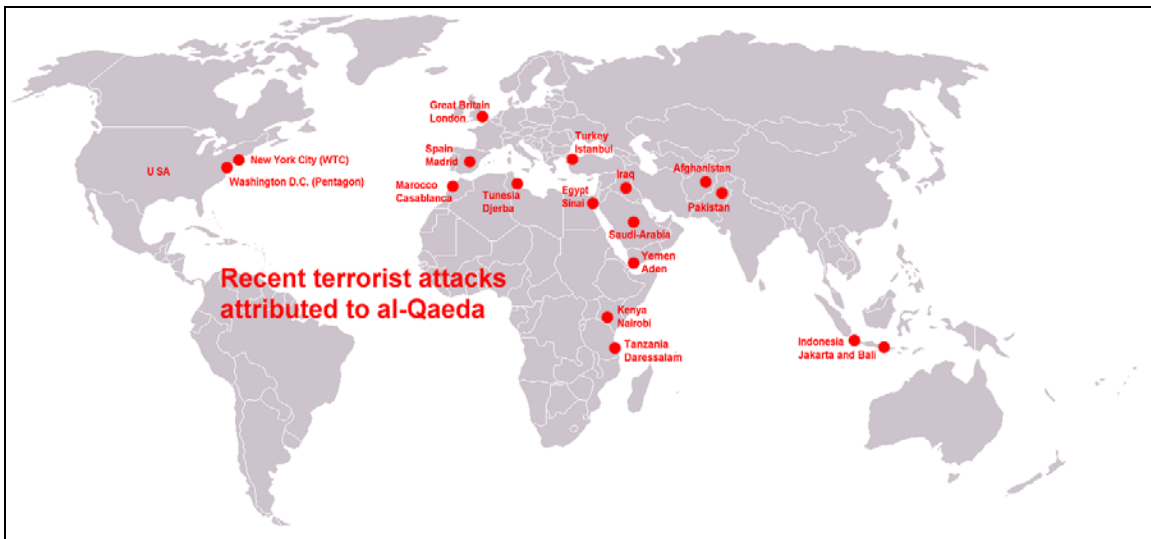 Great Britain
London
Turkey
Istanbul
Spain
Madrid
New York City (WTC)
U SA
Washington D.C. (Pentagon)
Marocco
Casablanca
Tunesia
Djerba
Egypt
Sinai
Iraq
Afghanistan
Pakistan
Saudi-Arabia
Yemen
Aden
Recent terrorist attacks
attributed to al-Qaeda
Kenya
Nairobi
Tanzania
Daressalam
Indonesia
Jakarta and Bali